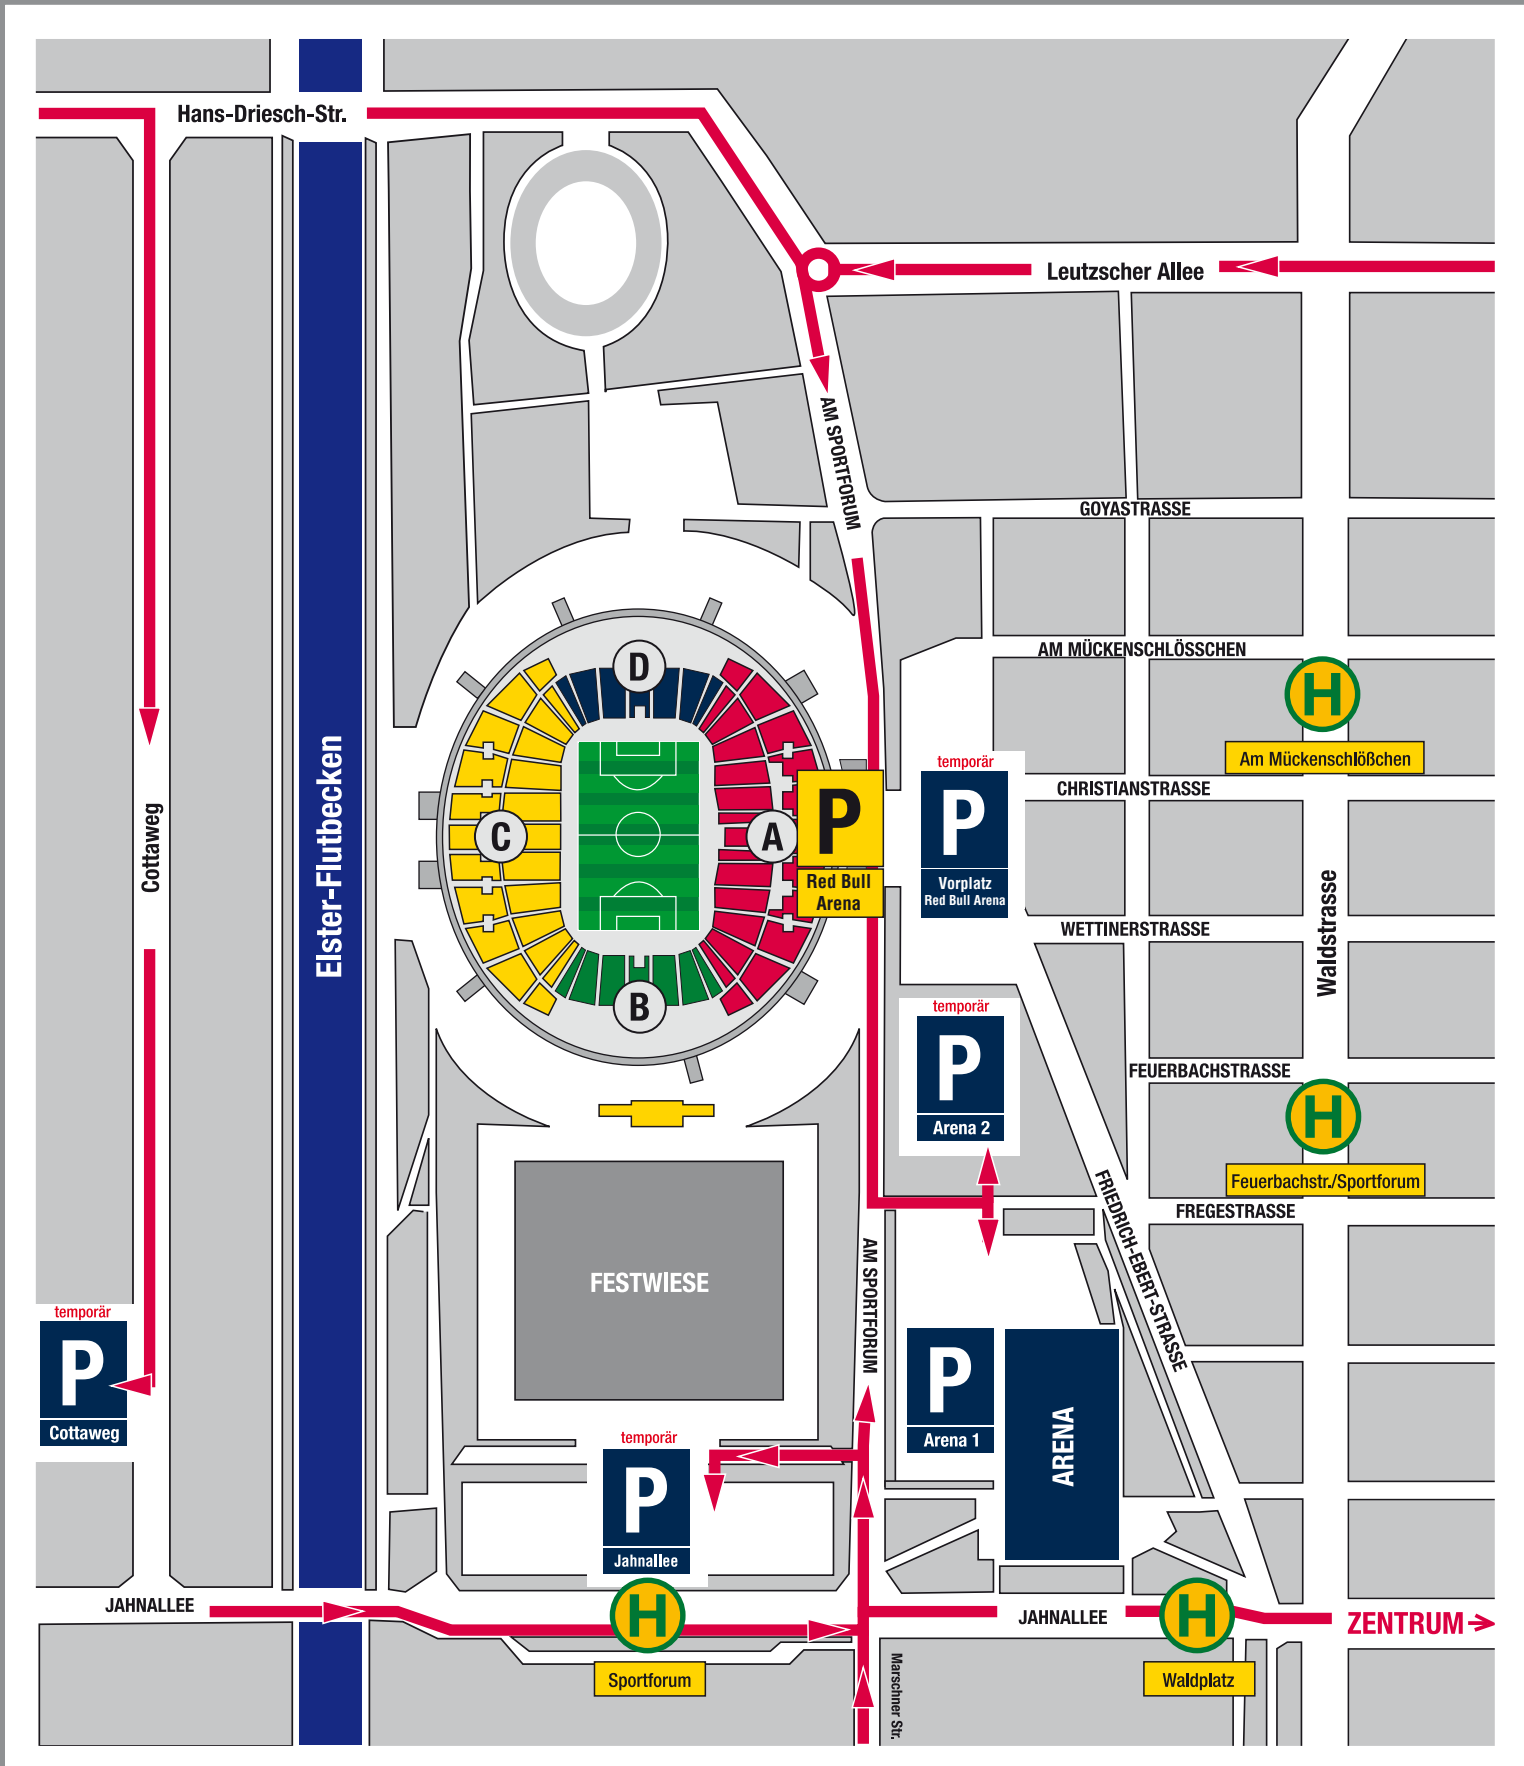 Hans-Driesch-Str.
Leutzscher Allee
AM SPORTFORUM
GOYASTRASSE
AM MÜCKENSCHLÖSSCHEN
H
Am Mückenschlößchen
D
C
A
B
P
Red Bull
Arena
temporär
P
Vorplatz
Red Bull Arena
CHRISTIANSTRASSE
Cottaweg
Elster-Flutbecken
Waldstrasse
WETTINERSTRASSE
temporär
P
Arena 2
FEUERBACHSTRASSE
H
Feuerbachstr./Sportforum
FREGESTRASSE
FRIEDRICH-EBERT-STRASSE
FESTWIESE
AM SPORTFORUM
temporär
P
Cottaweg
P
Arena 1
ARENA
temporär
P
Jahnallee
JAHNALLEE
H
Sportforum
JAHNALLEE
H
Waldplatz
ZENTRUM
Marschner Str.